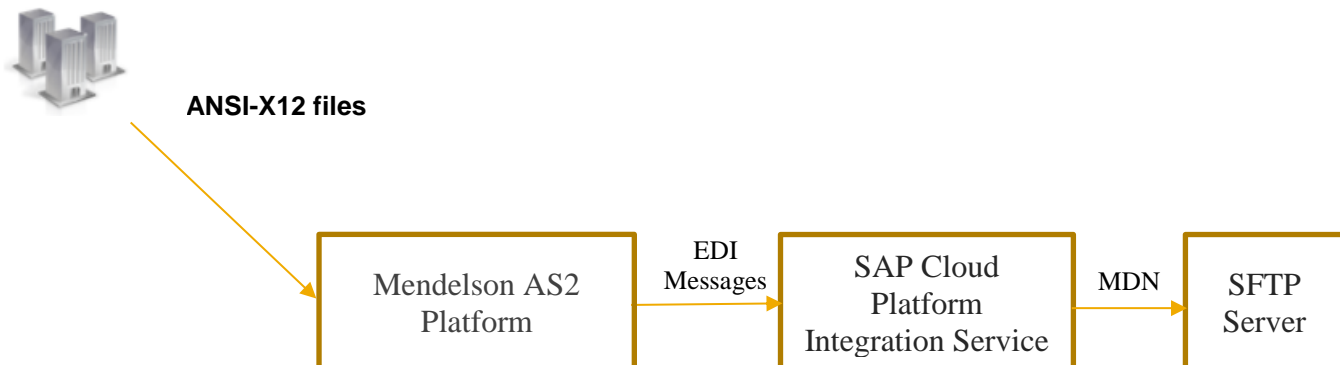 ANSI-X12 files
EDI
Messages
Mendelson AS2
Platform
SAP Cloud
Platform
Integration Service
MDN
SFTP
Server